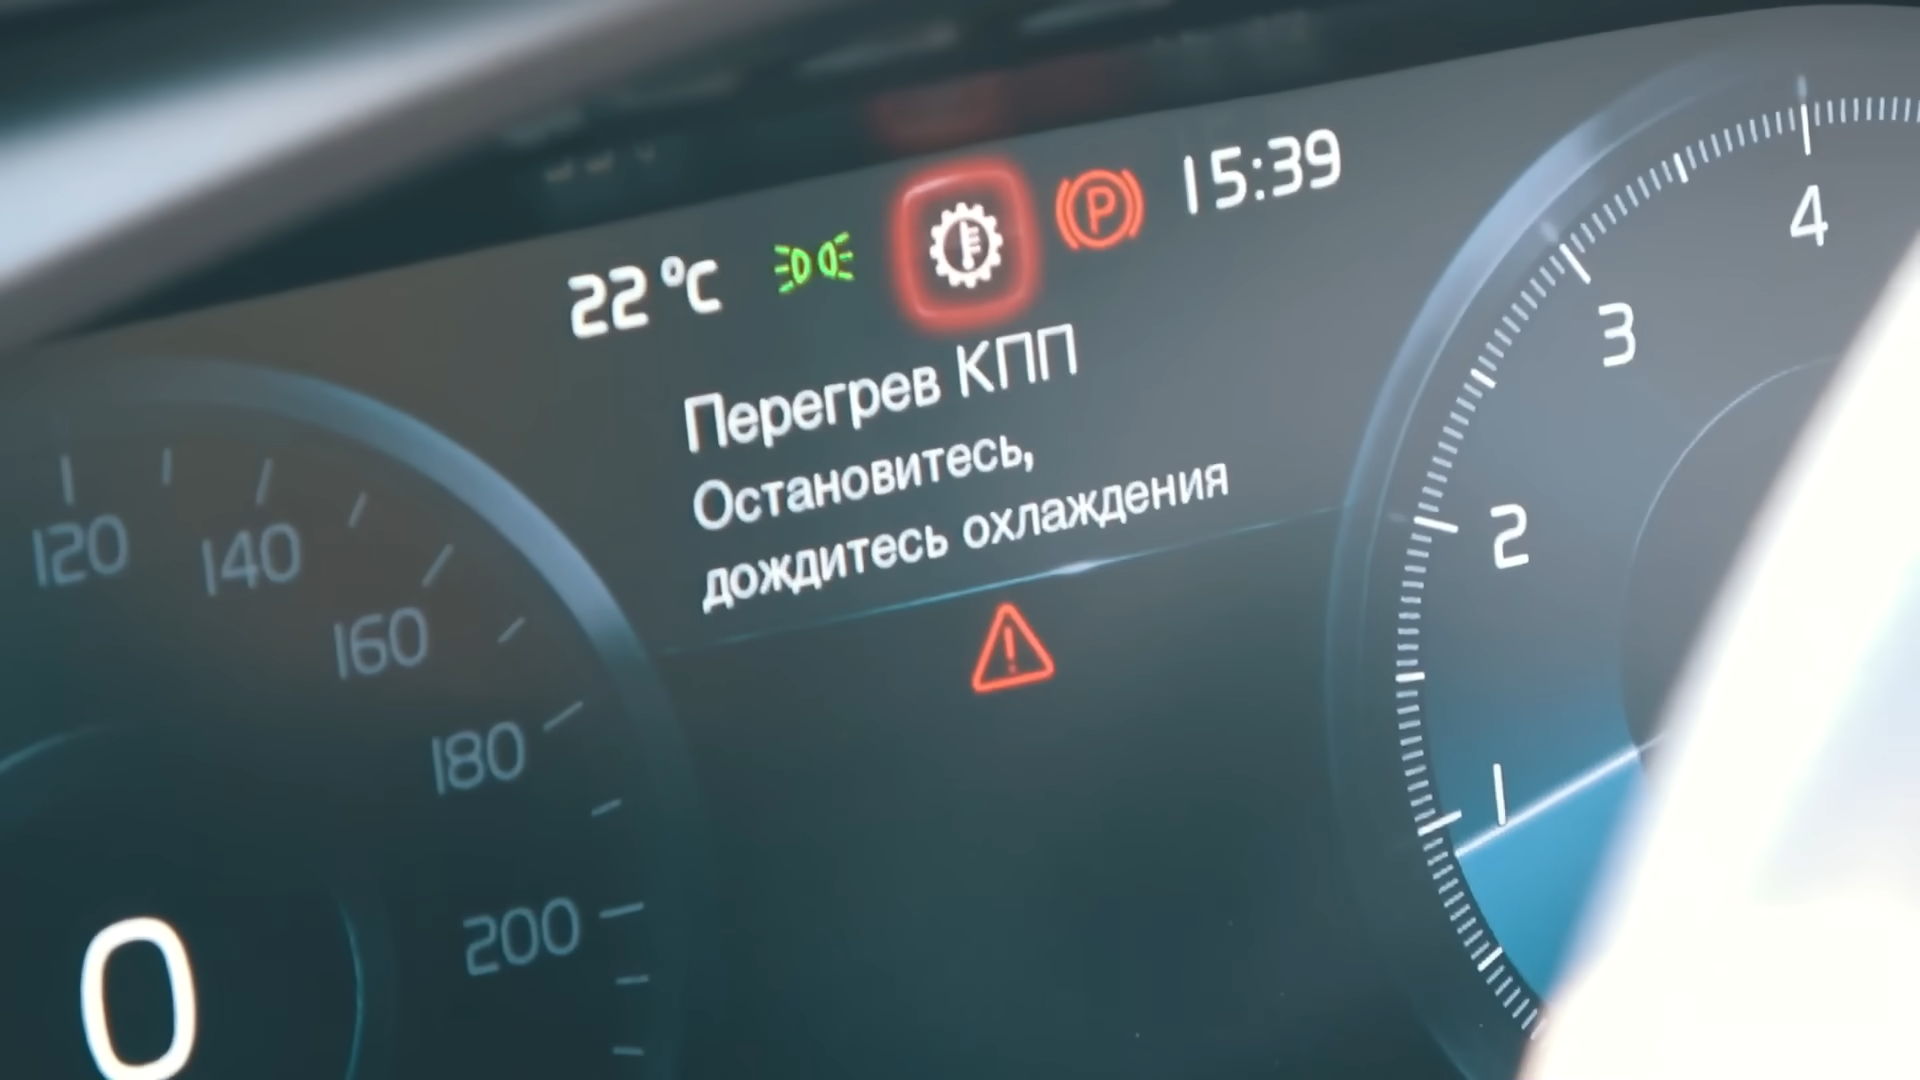 22 °C 15:39
Перегрев КПП
Остановитесь,
дождитесь охлаждения
120
140
160
180
200
0
4
3
2
1